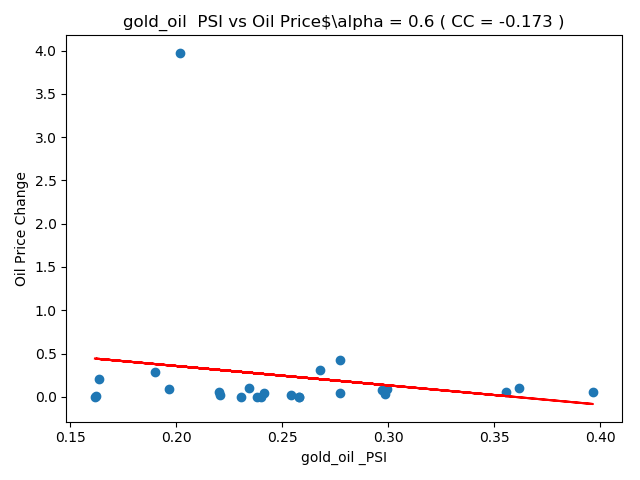 gold_oil  PSI vs Oil Price$\alpha = 0.6 ( CC = -0.173 )
4.0
3.5
3.0
2.5
2.0
1.5
1.0
0.5
0.0
Oil Price Change
0.15 0.20 0.25 0.30 0.35 0.40
gold_oil _PSI